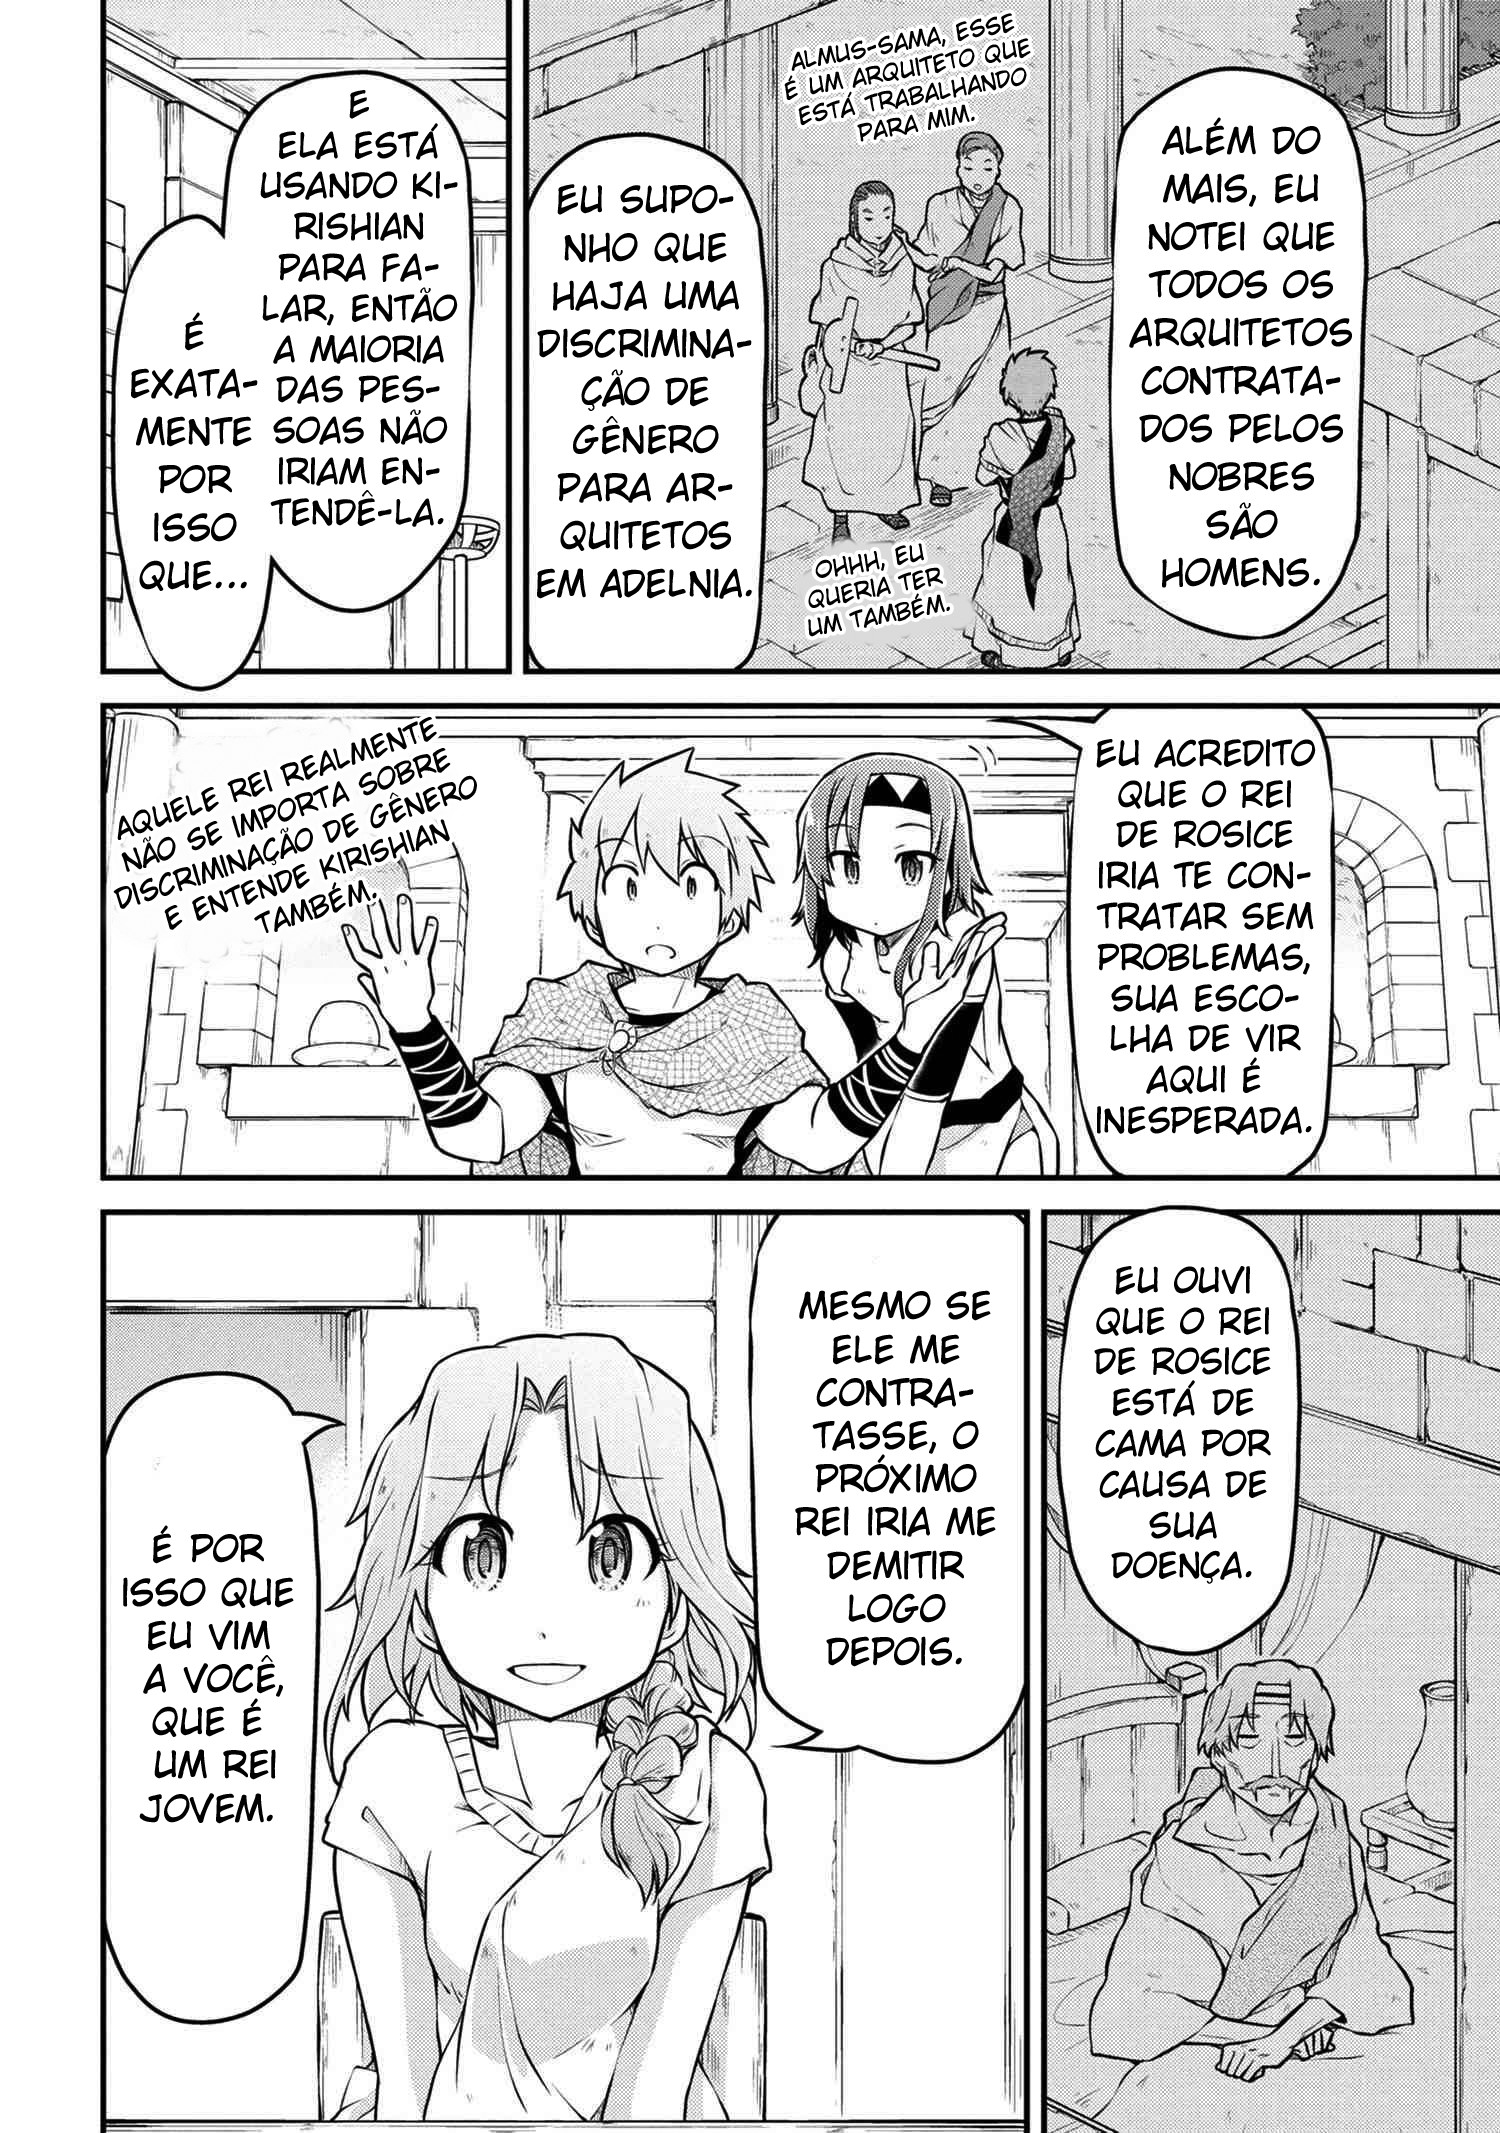 ALÉM DO
MAIS, EU
NOTEI QUE
TODOS OS
ARQUITETOS
CONTRATA-
DOS PELOS
NOBRES
SÃO
HOMENS.
ALMUS-SAMA, ESSE
É UM ARQUITETO QUE
ESTÁ TRABALHANDO
PARA MIM.
OHHH, EU
QUERIA TER
UM TAMBÉM.
EU SUPO-
NHO QUE
HAJA UMA
DISCRIMINA-
ÇÃO DE
GÊNERO
PARA AR-
QUITETOS
EM ADELNIA.
E
ELA ESTÁ
USANDO KI-
RISHIAN
PARA FA-
LAR, ENTÃO
A MAIORIA
DAS PES-
SOAS NÃO
IRIAM EN-
TENDÊ-LA.
É
EXATA-
MENTE
POR
ISSO
QUE...
EU ACREDITO
QUE O REI
DE ROSICE
IRIA TE CON-
TRATAR SEM
PROBLEMAS,
SUA ESCO-
LHA DE VIR
AQUI É
INESPERADA.
AQUELE REI REALMENTE
NÃO SE IMPORTA SOBRE
DISCRIMINAÇÃO DE GÊNERO
E ENTENDE KIRISHIAN
TAMBÉM.
EU OUVI
QUE O REI
DE ROSICE
ESTÁ DE
CAMA POR
CAUSA DE
SUA
DOENÇA.
MESMO SE
ELE ME
CONTRA-
TASSE, O
PRÓXIMO
REI IRIA ME
DEMITIR
LOGO
DEPOIS.
É POR
ISSO QUE
EU VIM
A VOCÊ,
QUE É
UM REI
JOVEM.